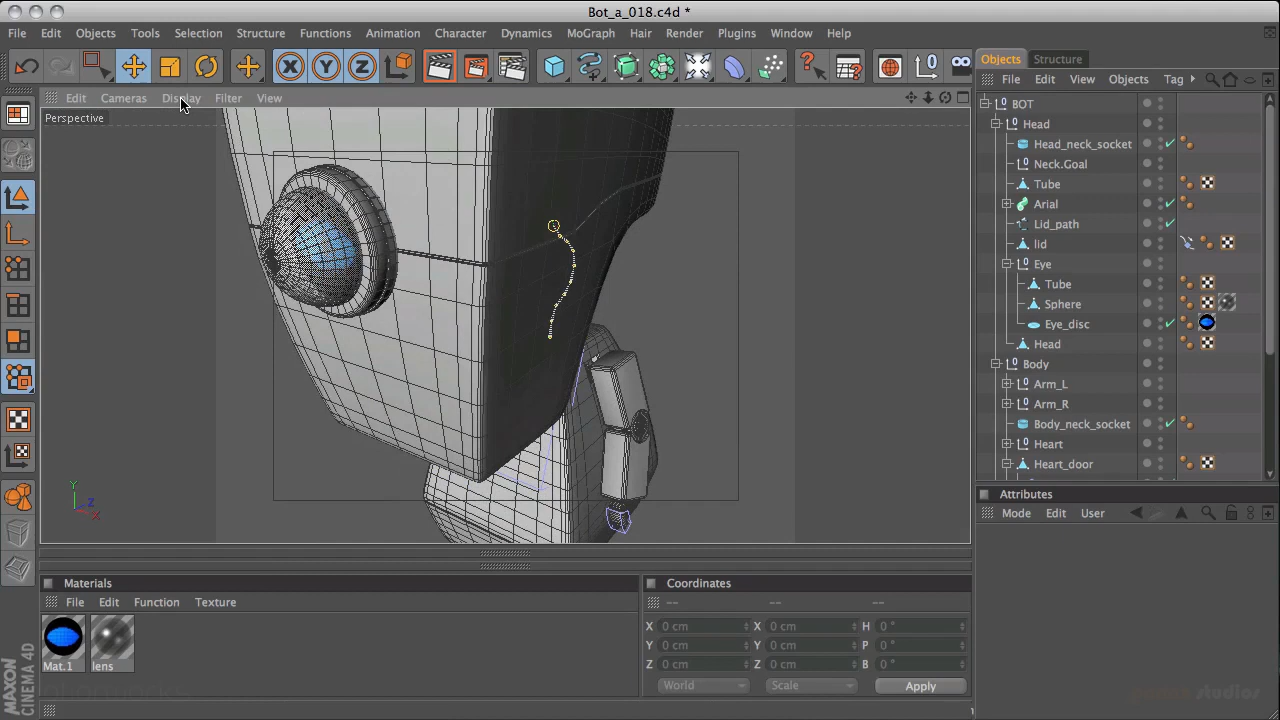 Bot_a_018.c4d *
File Edit Objects Tools Selection Structure Functions Animation Character Dynamics MoGraph Hair Render Plugins Window Help
Objects Structure
File Edit View Objects Tag
Edit Cameras Display Filter View
Perspective
BOT
Head
Head_neck_socket
Neck.Goal
Tube
Arial
Lid_path
lid
Eye
Tube
Sphere
Eye_disc
Head
Body
Arm_L
Arm_R
Body_neck_socket
Heart
Heart_door
Y
Z
X
Attributes
Mode Edit User
Materials
File Edit Function Texture
Mat.1 lens
Coordinates
-- -- --
X 0 cm X 0 cm H 0 °
Y 0 cm Y 0 cm P 0 °
Z 0 cm Z 0 cm B 0 °
World Scale Apply
MAXON
CINEMA 4D
studios